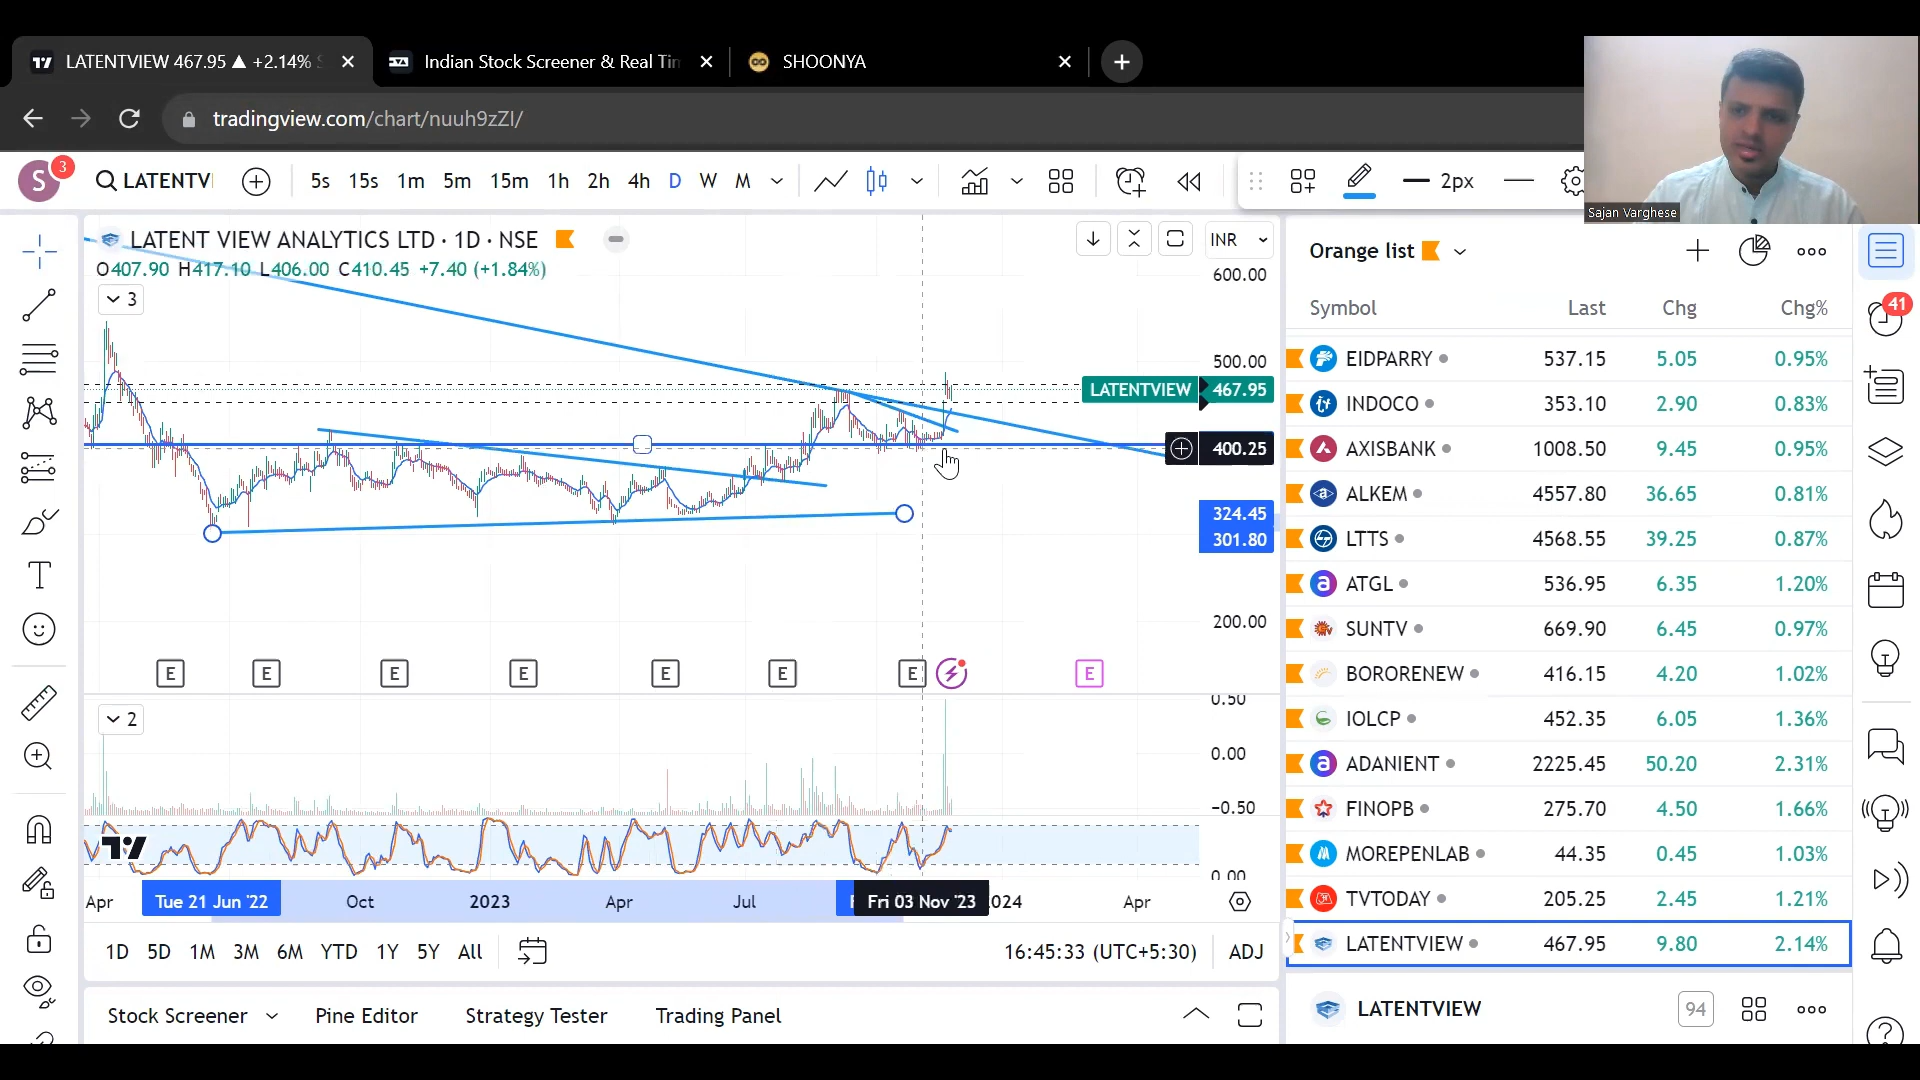 LATENTVIEW 467.95 ▲ +2.14%
Indian Stock Screener & Real Tim
SHOONYA
tradingview.com/chart/nuuh9zZI/
S
3
LATENTV
5s 15s 1m 5m 15m 1h 2h 4h D W M
2px
Sajan Varghese
LATENT VIEW ANALYTICS LTD · 1D · NSE
INR
O407.90 H417.10 L406.00 C410.45 +7.40 (+1.84%)
3
600.00
500.00
LATENTVIEW 467.95
400.25
324.45
301.80
200.00
E E E E E E E E
2
0.50
0.00
−0.50
0.00
Apr Tue 21 Jun '22 Oct 2023 Apr Jul Fri 03 Nov '23 2024 Apr
1D 5D 1M 3M 6M YTD 1Y 5Y All
16:45:33 (UTC+5:30) ADJ
Stock Screener Pine Editor Strategy Tester Trading Panel
Orange list
Symbol Last Chg Chg%
EIDPARRY 537.15 5.05 0.95%
INDOCO 353.10 2.90 0.83%
AXISBANK 1008.50 9.45 0.95%
ALKEM 4557.80 36.65 0.81%
LTTS 4568.55 39.25 0.87%
ATGL 536.95 6.35 1.20%
SUNTV 669.90 6.45 0.97%
BORORENEW 416.15 4.20 1.02%
IOLCP 452.35 6.05 1.36%
ADANIENT 2225.45 50.20 2.31%
FINOPB 275.70 4.50 1.66%
MOREPENLAB 44.35 0.45 1.03%
TVTODAY 205.25 2.45 1.21%
LATENTVIEW 467.95 9.80 2.14%
LATENTVIEW 94
41